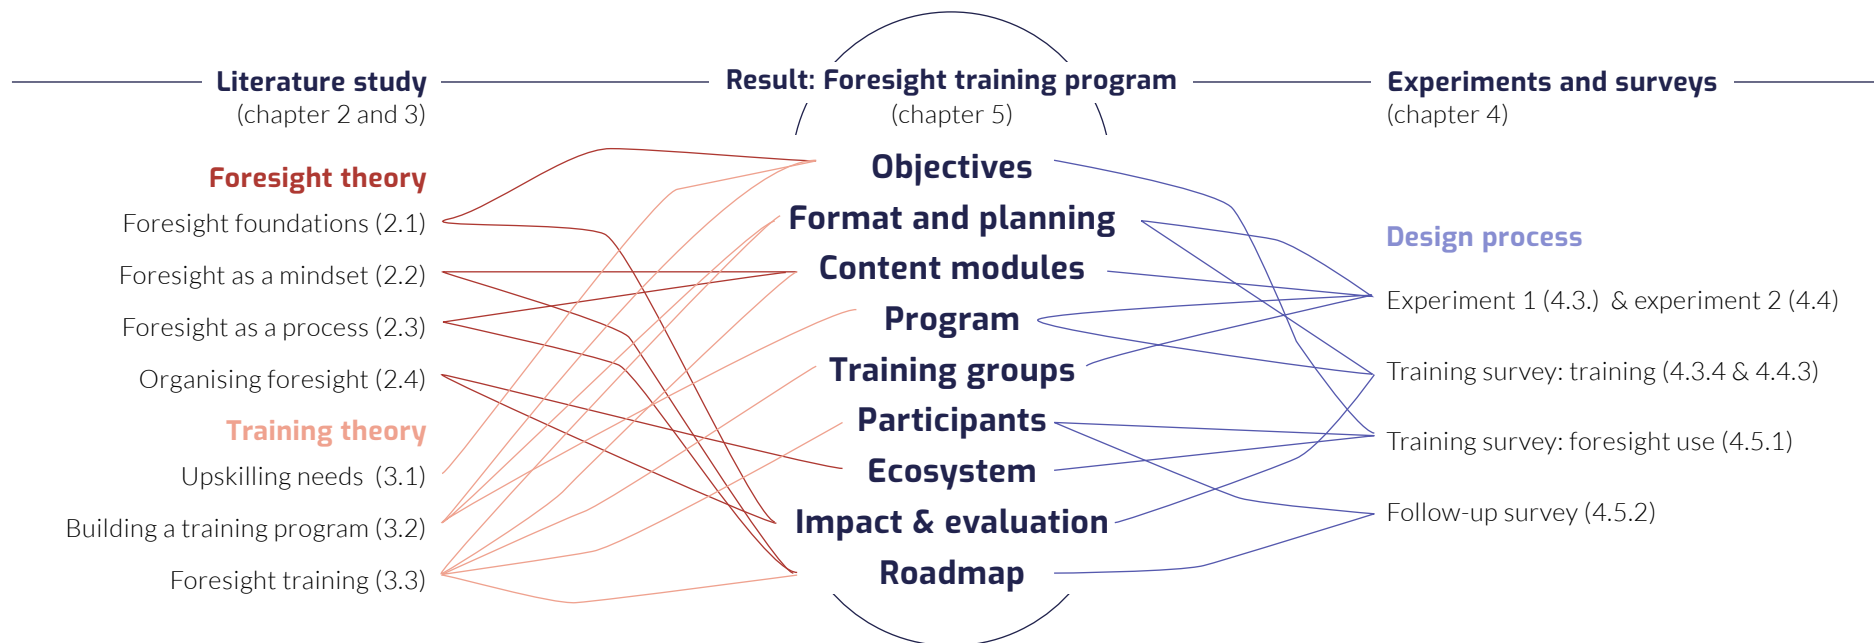 Literature study
(chapter 2 and 3)
Foresight theory
Foresight foundations (2.1)
Foresight as a mindset (2.2)
Foresight as a process (2.3)
Organising foresight (2.4)
Training theory
Upskilling needs (3.1)
Building a training program (3.2)
Foresight training (3.3)
Result: Foresight training program
(chapter 5)
Objectives
Format and planning
Content modules
Program
Training groups
Participants
Ecosystem
Impact & evaluation
Roadmap
Experiments and surveys
(chapter 4)
Design process
Experiment 1 (4.3.) & experiment 2 (4.4)
Training survey: training (4.3.4 & 4.4.3)
Training survey: foresight use (4.5.1)
Follow-up survey (4.5.2)